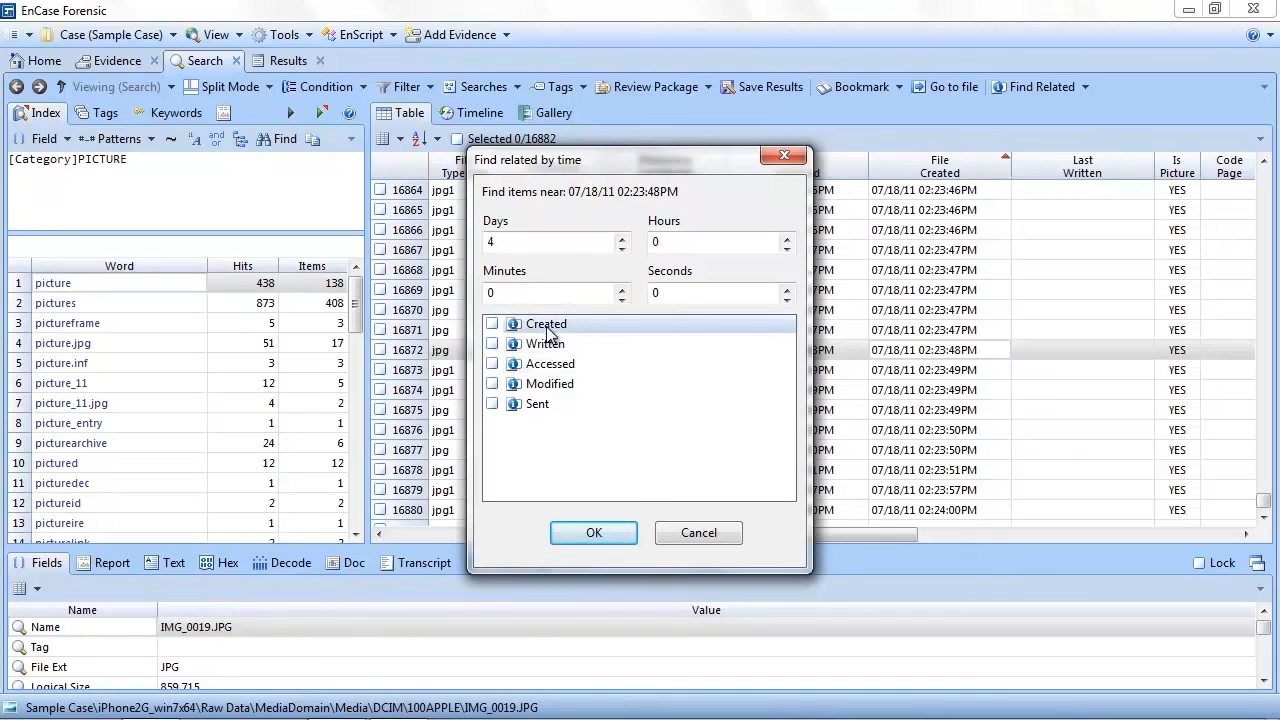 EnCase Forensic
Case (Sample Case) View Tools EnScript Add Evidence
Home Evidence Search Results
Viewing (Search) Split Mode Condition Filter Searches Tags Review Package Save Results Bookmark Go to file Find Related
Index Tags Keywords
Table Timeline Gallery
Field Patterns Find
Selected 0/16882
[Category]PICTURE
Word Hits Items
1 picture 438 138
2 pictures 873 408
3 pictureframe 5 3
4 picture.jpg 51 17
5 picture.inf 3 3
6 picture_11 12 5
7 picture_11.jpg 4 2
8 picture_entry 1 1
9 picturearchive 24 6
10 pictured 12 12
11 picturedec 1 1
12 pictureid 2 2
13 pictureire 1 1
14 picturelink
File Created Last Written Is Picture Code Page
16864 jpg1 07/18/11 02:23:46PM YES
16865 jpg1 07/18/11 02:23:46PM YES
16866 jpg1 07/18/11 02:23:46PM YES
16867 jpg1 07/18/11 02:23:47PM YES
16868 jpg1 07/18/11 02:23:47PM YES
16869 jpg1 07/18/11 02:23:47PM YES
16870 jpg 07/18/11 02:23:47PM YES
16871 jpg1 07/18/11 02:23:47PM YES
16872 jpg 07/18/11 02:23:48PM YES
16873 jpg1 07/18/11 02:23:49PM YES
16874 jpg1 07/18/11 02:23:49PM YES
16875 jpg 07/18/11 02:23:49PM YES
16876 jpg1 07/18/11 02:23:50PM YES
16877 jpg 07/18/11 02:23:50PM YES
16878 jpg1 07/18/11 02:23:51PM YES
16879 jpg1 07/18/11 02:23:57PM YES
16880 jpg1 07/18/11 02:24:00PM YES
Find related by time
Find items near: 07/18/11 02:23:48PM
Days Hours
4 0
Minutes Seconds
0 0
Created
Written
Accessed
Modified
Sent
OK Cancel
Fields Report Text Hex Decode Doc Transcript Lock
Name Value
Name IMG_0019.JPG
Tag
File Ext JPG
Logical Size 859,715
Sample Case\iPhone2G_win7x64\Raw Data\MediaDomain\Media\DCIM\100APPLE\IMG_0019.JPG